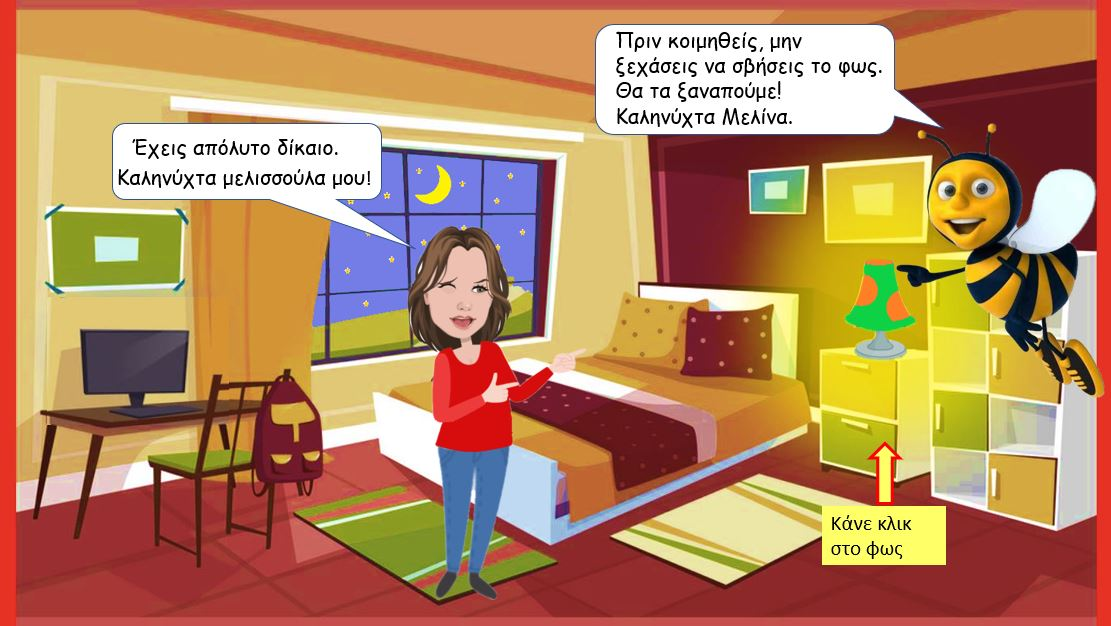 Πριν κοιμηθείς, μην
ξεχάσεις να σβήσεις το φως.
Θα τα ξαναπούμε!
Καληνύχτα Μελίνα.
Έχεις απόλυτο δίκαιο.
Καληνύχτα μελισσούλα μου!
Κάνε κλικ
στο φως